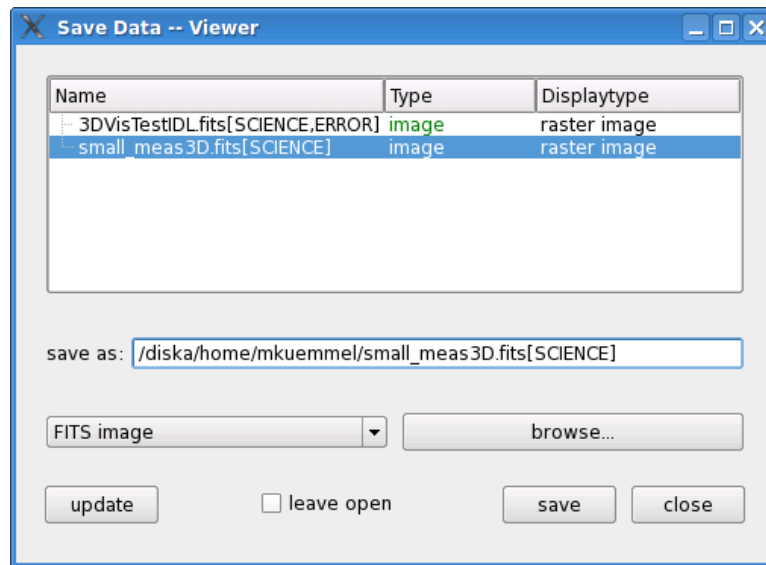 Save Data -- Viewer
Name Type Displaytype
3DVisTestIDL.fits[SCIENCE,ERROR] image raster image
small_meas3D.fits[SCIENCE] image raster image
save as: /diska/home/mkuemmel/small_meas3D.fits[SCIENCE]
FITS image browse...
update leave open save close